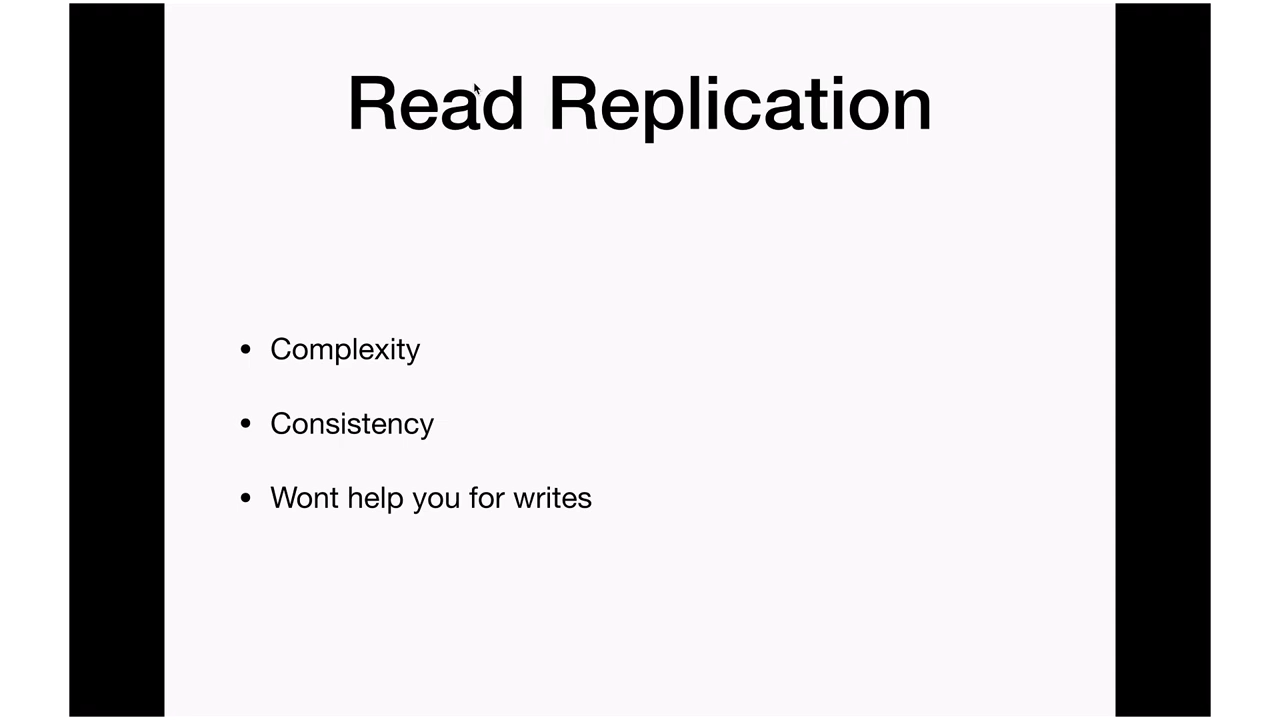 Read Replication
• Complexity
• Consistency
• Wont help you for writes